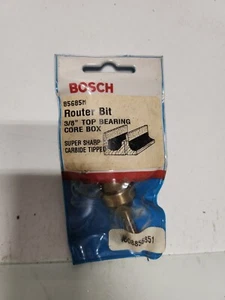 BOSCH
85685M
Router Bit
3/8" TOP BEARING
CORE BOX
SUPER SHARP
CARBIDE TIPPED